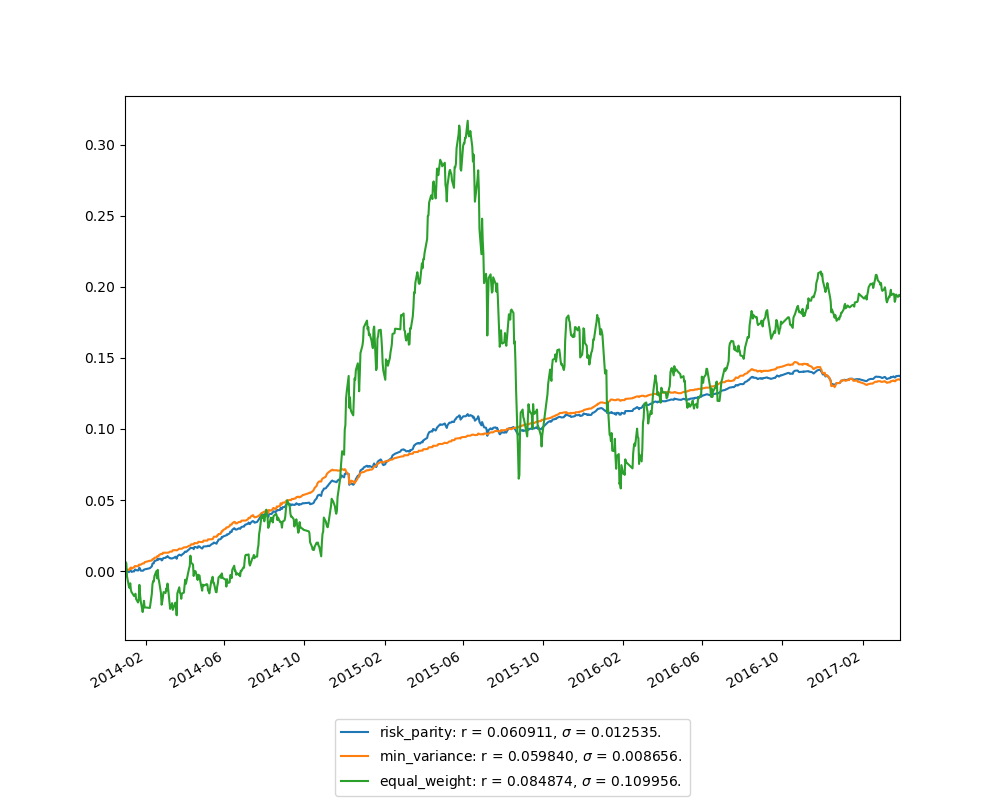 0.30
0.25
0.20
0.15
0.10
0.05
0.00
2014-02 2014-06 2014-10 2015-02 2015-06 2015-10 2016-02 2016-06 2016-10 2017-02
risk_parity: r = 0.060911, σ = 0.012535.
min_variance: r = 0.059840, σ = 0.008656.
equal_weight: r = 0.084874, σ = 0.109956.